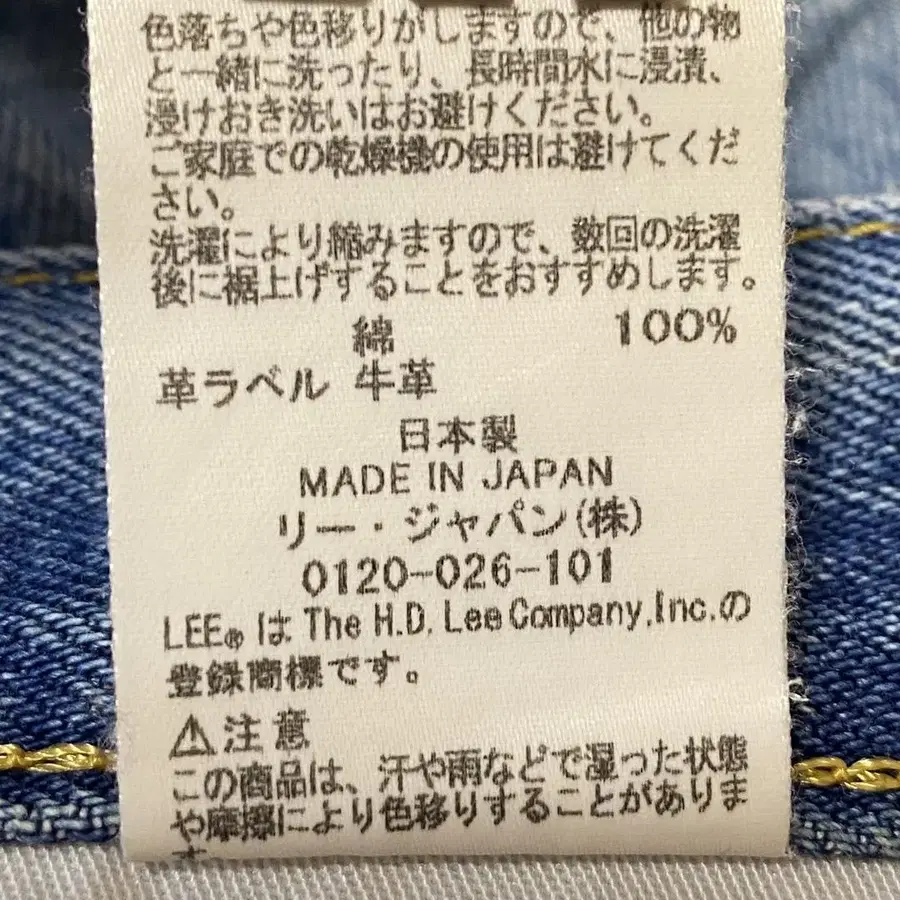 色落ちや色移りがしますので、他の物
と一緒に洗ったり、長時間水に浸漬、
浸けおき洗いはお避けください。
ご家庭での乾燥機の使用は避けてくだ
さい。
洗濯により縮みますので、数回の洗濯
後に裾上げすることをおすすめします。
綿 100%
革ラベル 牛革
日本製
MADE IN JAPAN
リー・ジャパン(株)
0120-026-101
LEE®は The H.D. Lee Company, Inc.の
登録商標です。
⚠注意
この商品は、汗や雨などで湿った状態
や摩擦により色移りすることがありま